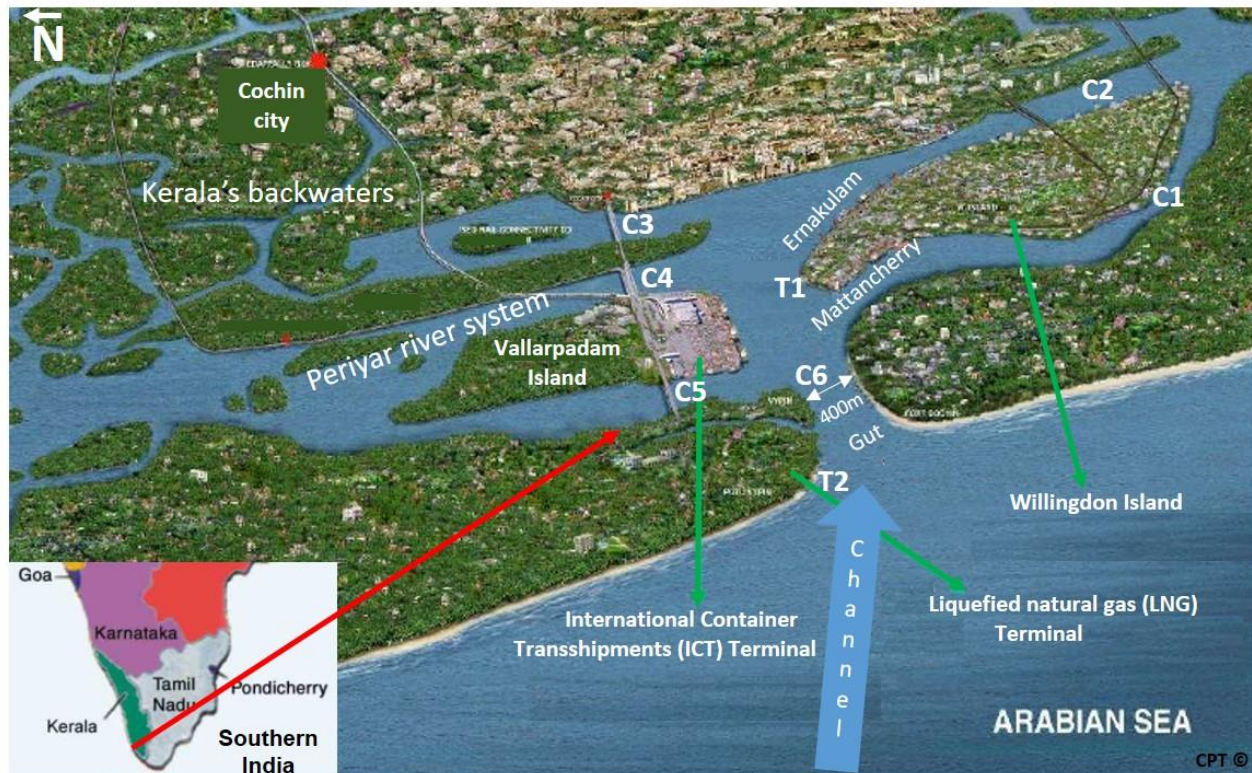 N
Cochin
city
Kerala's backwaters
C2
C1
C3
Ernakulam
C4
T1
Mattancherry
Periyar river system
Vallarpadam
Island
C5
C6
400m
Gut
T2
Willingdon Island
Channel
International Container
Transshipments (ICT) Terminal
Liquefied natural gas (LNG)
Terminal
Goa
Karnataka
Tamil
Nadu
Pondicherry
Kerala
Southern
India
ARABIAN SEA
CPT ©